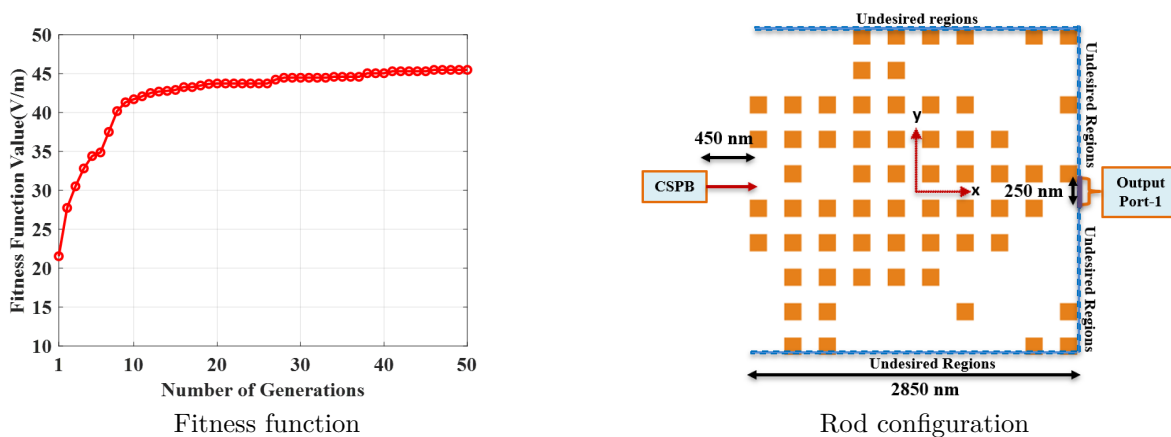 50
45
40
35
30
25
20
15
10
Fitness Function Value(V/m)
1 10 20 30 40 50
Number of Generations
Fitness function
Undesired regions
Undesired Regions
y
450 nm
CSPB
x
250 nm
Output
Port-1
Undesired Regions
Undesired Regions
2850 nm
Rod configuration